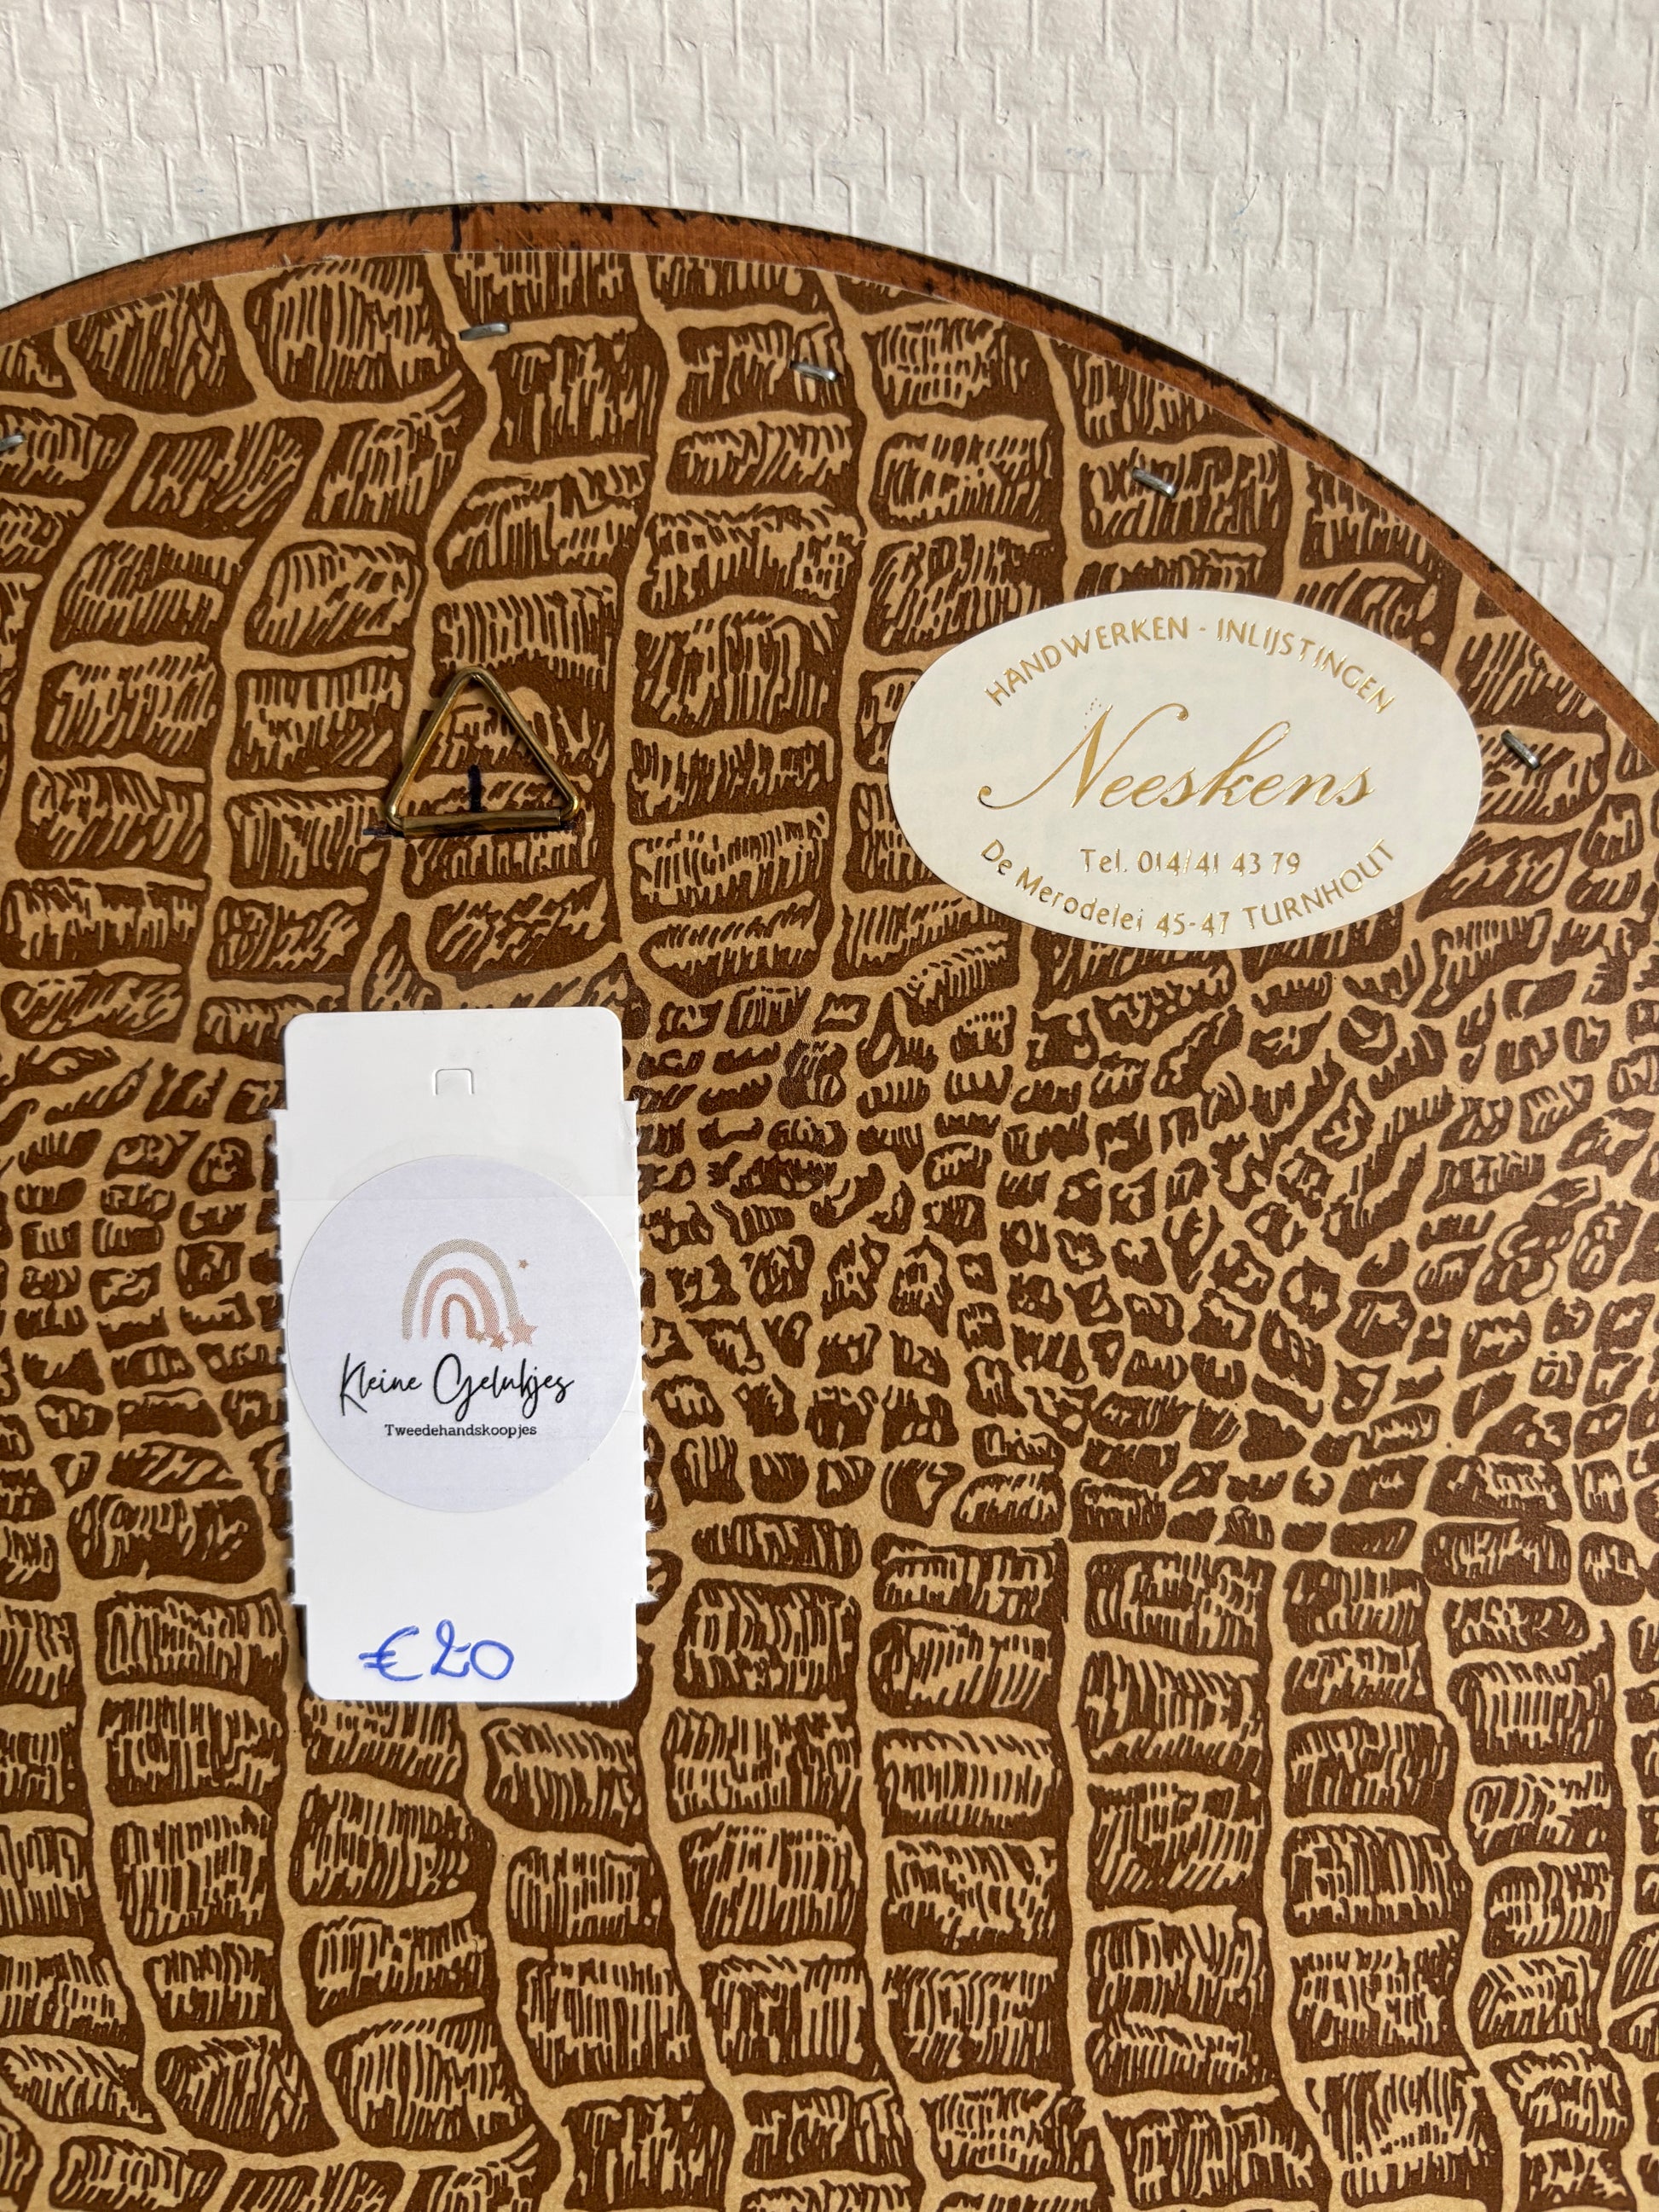 HANDWERKEN - INLIJSTINGEN
Neeskens
Tel. 014/41 43 79
De Merodelei 45-47 TURNHOUT
Kleine Gelukjes
Tweedehandskoopjes
€20